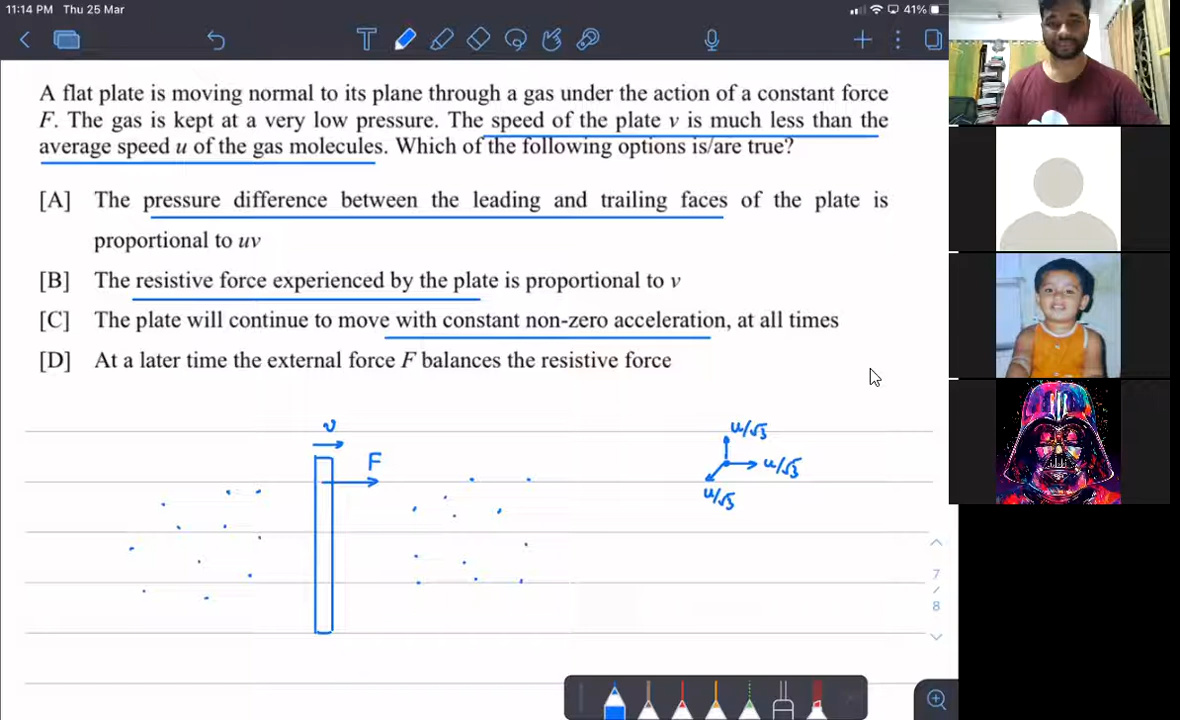 11:14 PM Thu 25 Mar
41%
A flat plate is moving normal to its plane through a gas under the action of a constant force
F. The gas is kept at a very low pressure. The speed of the plate v is much less than the
average speed u of the gas molecules. Which of the following options is/are true?
[A] The pressure difference between the leading and trailing faces of the plate is
proportional to uv
[B] The resistive force experienced by the plate is proportional to v
[C] The plate will continue to move with constant non-zero acceleration, at all times
[D] At a later time the external force F balances the resistive force
v
F
u/√3
u/√3
u/√3
7
/
8